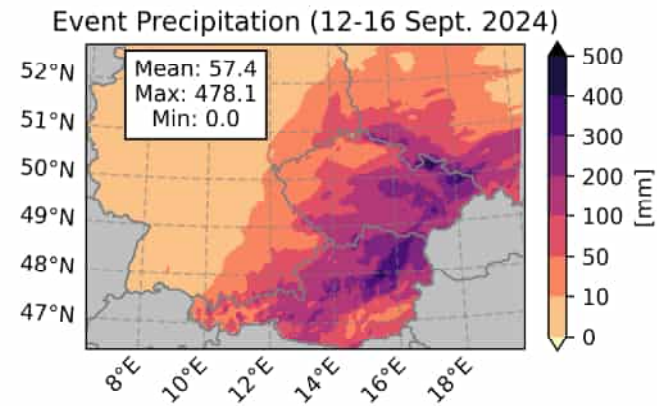 Event Precipitation (12-16 Sept. 2024)
Mean: 57.4
Max: 478.1
Min: 0.0
52°N
51°N
50°N
49°N
48°N
47°N
8°E
10°E
12°E
14°E
16°E
18°E
500
400
300
200
100
50
10
0
[mm]